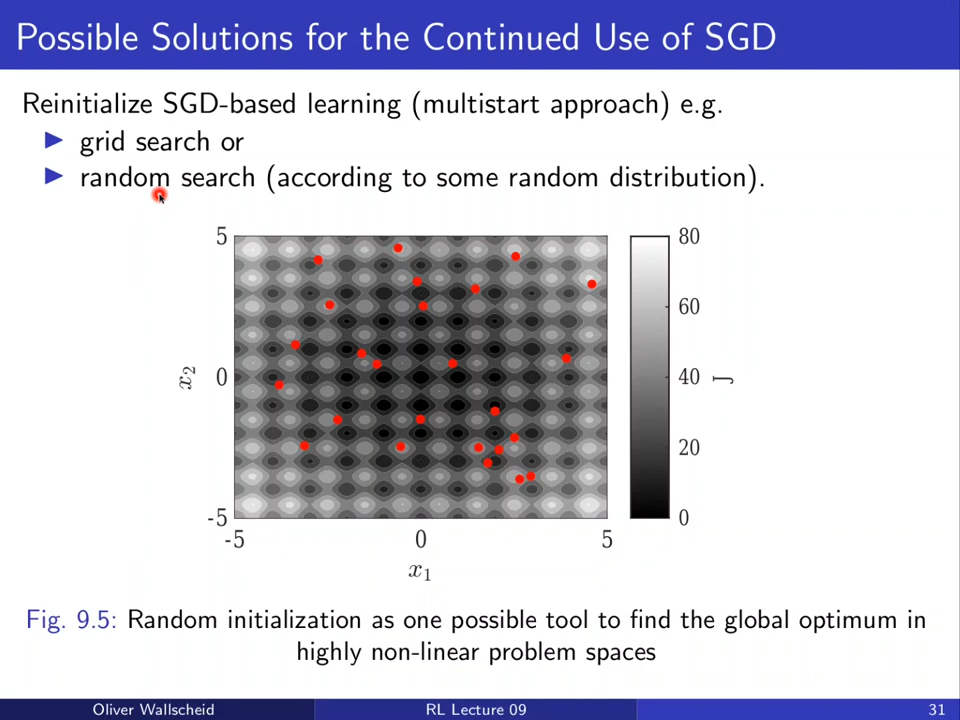 Possible Solutions for the Continued Use of SGD
Reinitialize SGD-based learning (multistart approach) e.g.
▶ grid search or
▶ random search (according to some random distribution).
5
0
-5
x₂
-5
0
5
x₁
80
60
40
20
0
J
Fig. 9.5: Random initialization as one possible tool to find the global optimum in
highly non-linear problem spaces
Oliver Wallscheid
RL Lecture 09
31